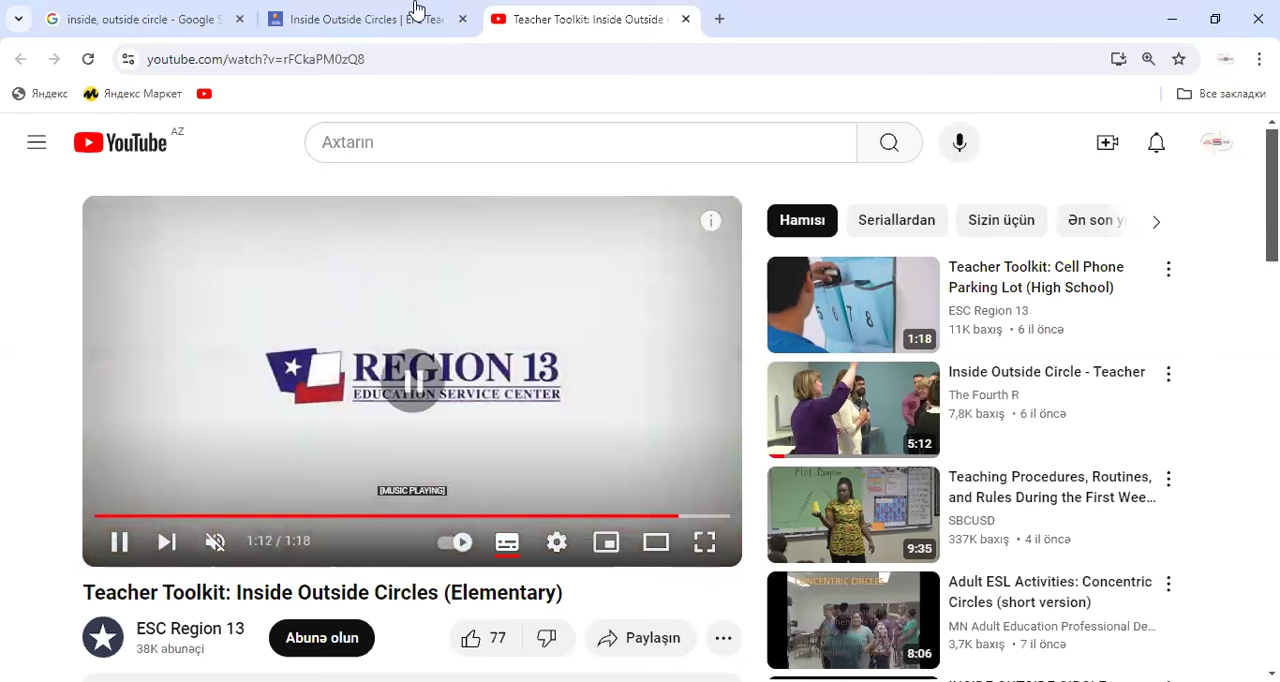 inside, outside circle - Google S
Inside Outside Circles | E
Teac
Teacher Toolkit: Inside Outside
youtube.com/watch?v=rFCkaPM0zQ8
Яндекс
Яндекс Маркет
Все закладки
YouTube AZ
Axtarın
Hamısı
Seriallardan
Sizin üçün
Ən son y
REGION 13
EDUCATION SERVICE CENTER
[MUSIC PLAYING]
1:12 / 1:18
Teacher Toolkit: Inside Outside Circles (Elementary)
ESC Region 13
38K abunəçi
Abunə olun
77
Paylaşın
Teacher Toolkit: Cell Phone
Parking Lot (High School)
ESC Region 13
11K baxış • 6 il öncə
5 6 7 8
1:18
Inside Outside Circle - Teacher
The Fourth R
7,8K baxış • 6 il öncə
5:12
Teaching Procedures, Routines,
and Rules During the First Wee...
SBCUSD
337K baxış • 4 il öncə
9:35
Adult ESL Activities: Concentric
Circles (short version)
MN Adult Education Professional De...
3,7K baxış • 7 il öncə
CONCENTRIC CIRCLES
8:06